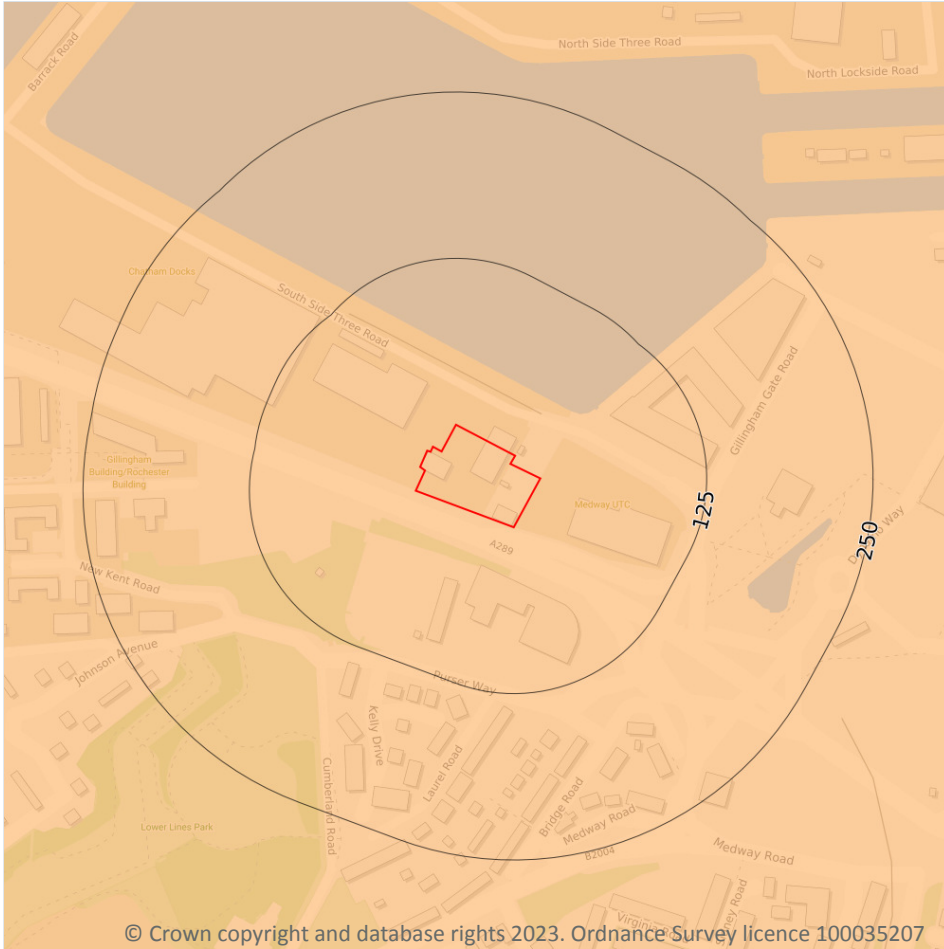 North Side Three Road
North Lockside Road
Barrack Road
Chatham Docks
South Side Three Road
Gillingham Gate Road
Gillingham
Building/Rochester
Building
Medway UTC
125
250
A289
New Kent Road
Johnson Avenue
Purser Way
Kelly Drive
Laurel Road
Cumberland Road
Bridge Road
Medway Road
Lower Lines Park
B2004
Medway Road
© Crown copyright and database rights 2023. Ordnance Survey licence 100035207